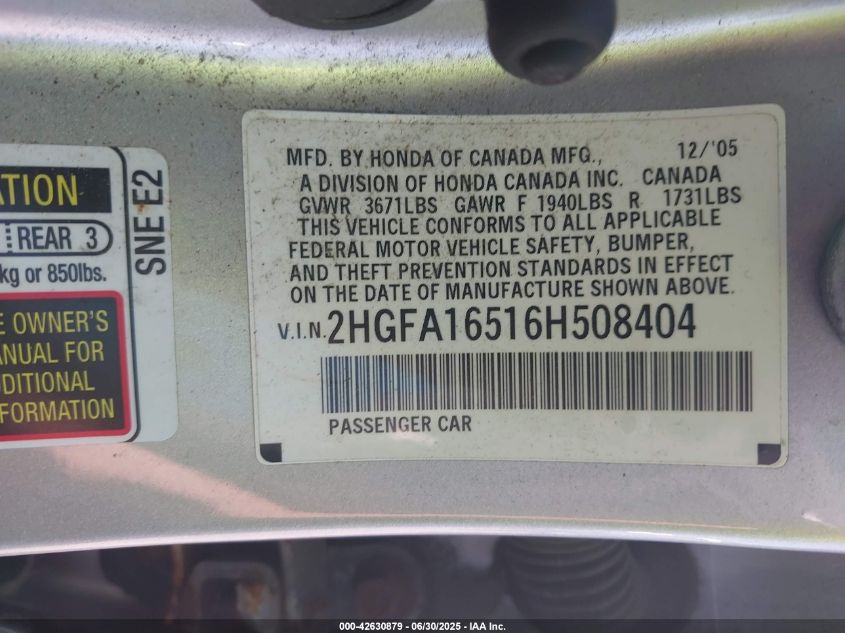 MFD. BY HONDA OF CANADA MFG., 12/'05
A DIVISION OF HONDA CANADA INC. CANADA
GVWR 3671LBS GAWR F 1940LBS R 1731LBS
THIS VEHICLE CONFORMS TO ALL APPLICABLE
FEDERAL MOTOR VEHICLE SAFETY, BUMPER,
AND THEFT PREVENTION STANDARDS IN EFFECT
ON THE DATE OF MANUFACTURE SHOWN ABOVE.
V.I.N. 2HGFA16516H508404
PASSENGER CAR
ATION
REAR 3
kg or 850lbs.
E OWNER'S
ANUAL FOR
DDITIONAL
FORMATION
SNE E2
000-42630879 - 06/30/2025 - IAA Inc.